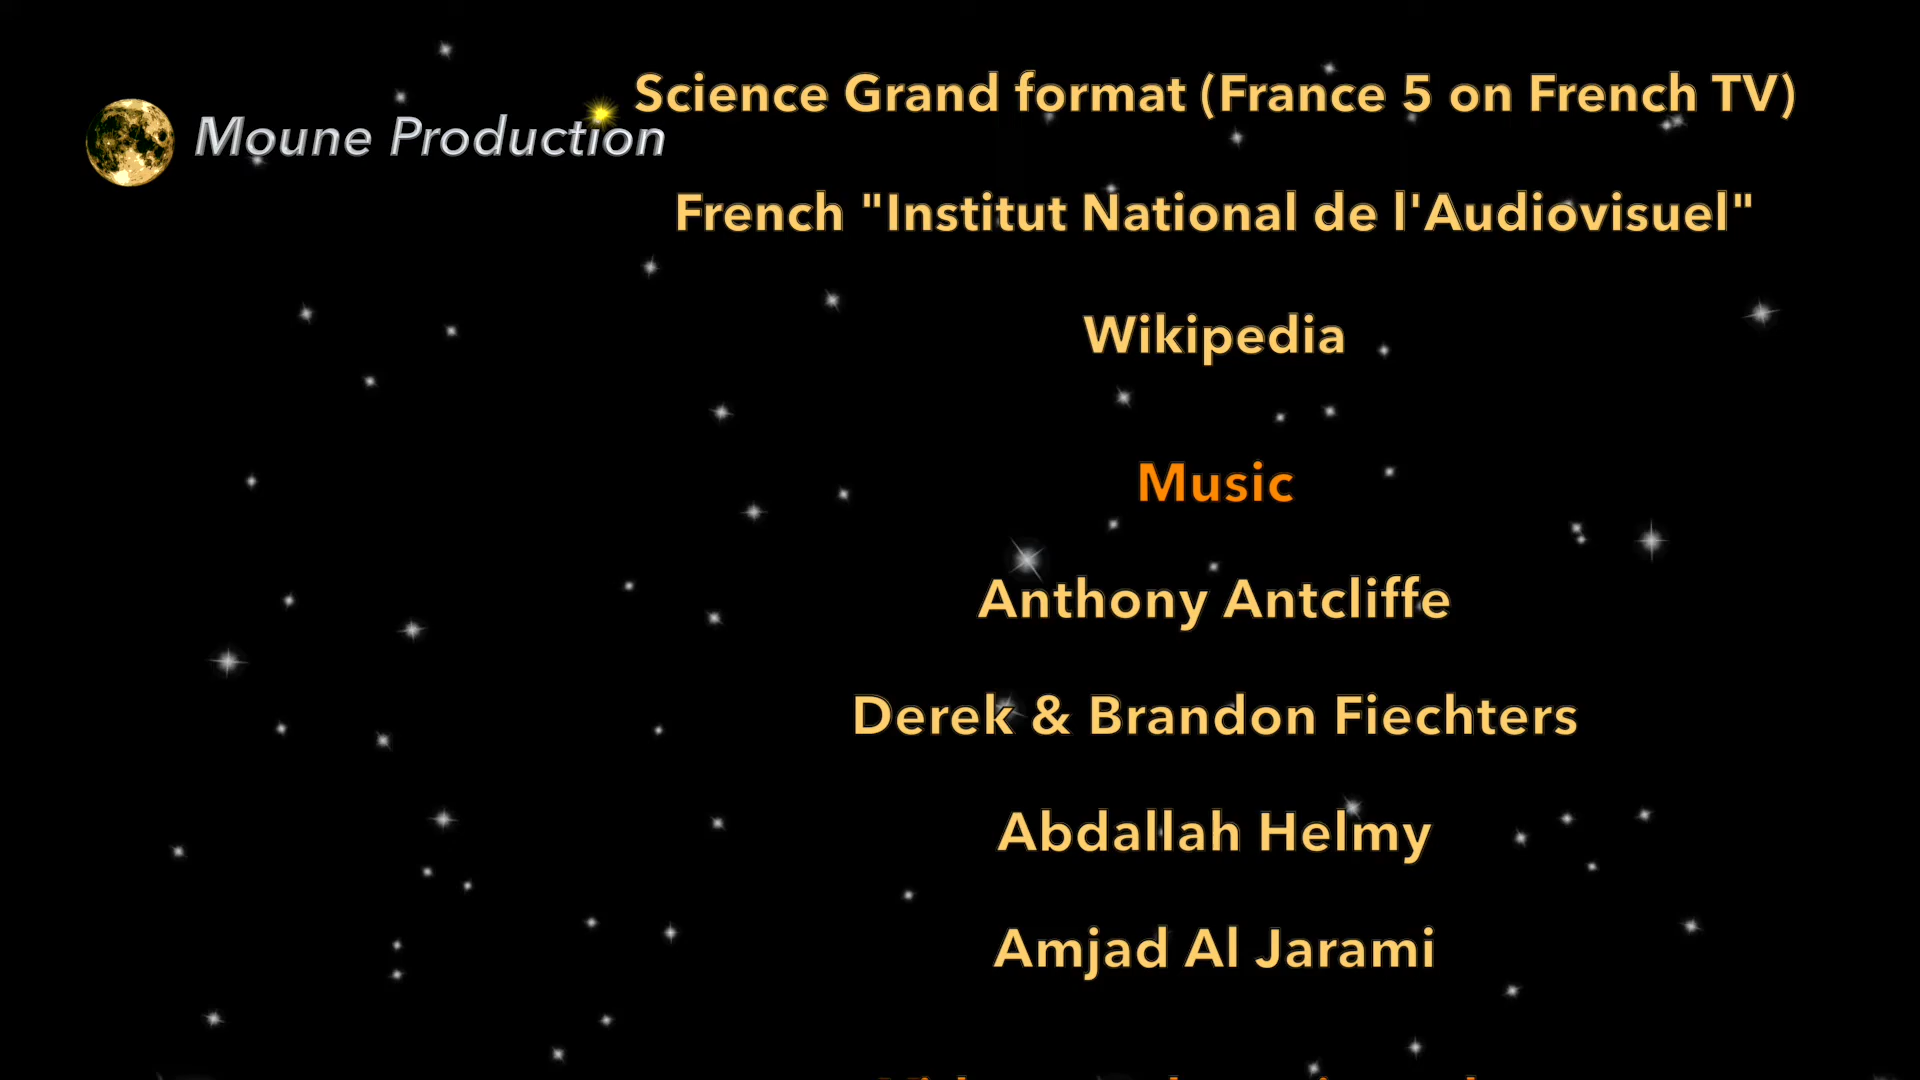 Moune Production
Science Grand format (France 5 on French TV)
French "Institut National de l'Audiovisuel"
Wikipedia
Music
Anthony Antcliffe
Derek & Brandon Fiechters
Abdallah Helmy
Amjad Al Jarami